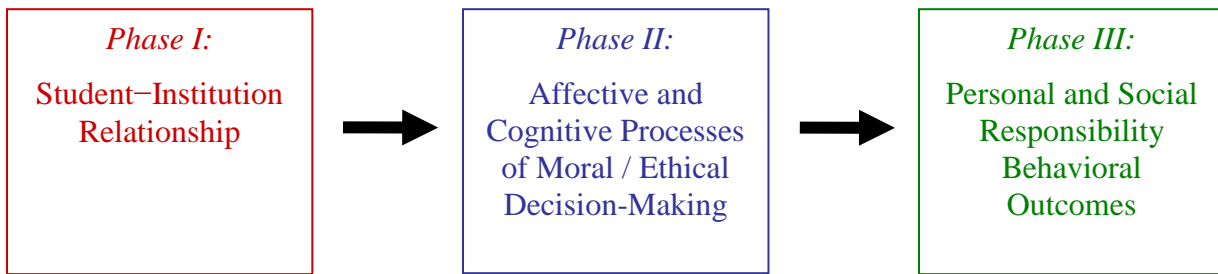 Phase I:
Student−Institution
Relationship
Phase II:
Affective and
Cognitive Processes
of Moral / Ethical
Decision-Making
Phase III:
Personal and Social
Responsibility
Behavioral
Outcomes